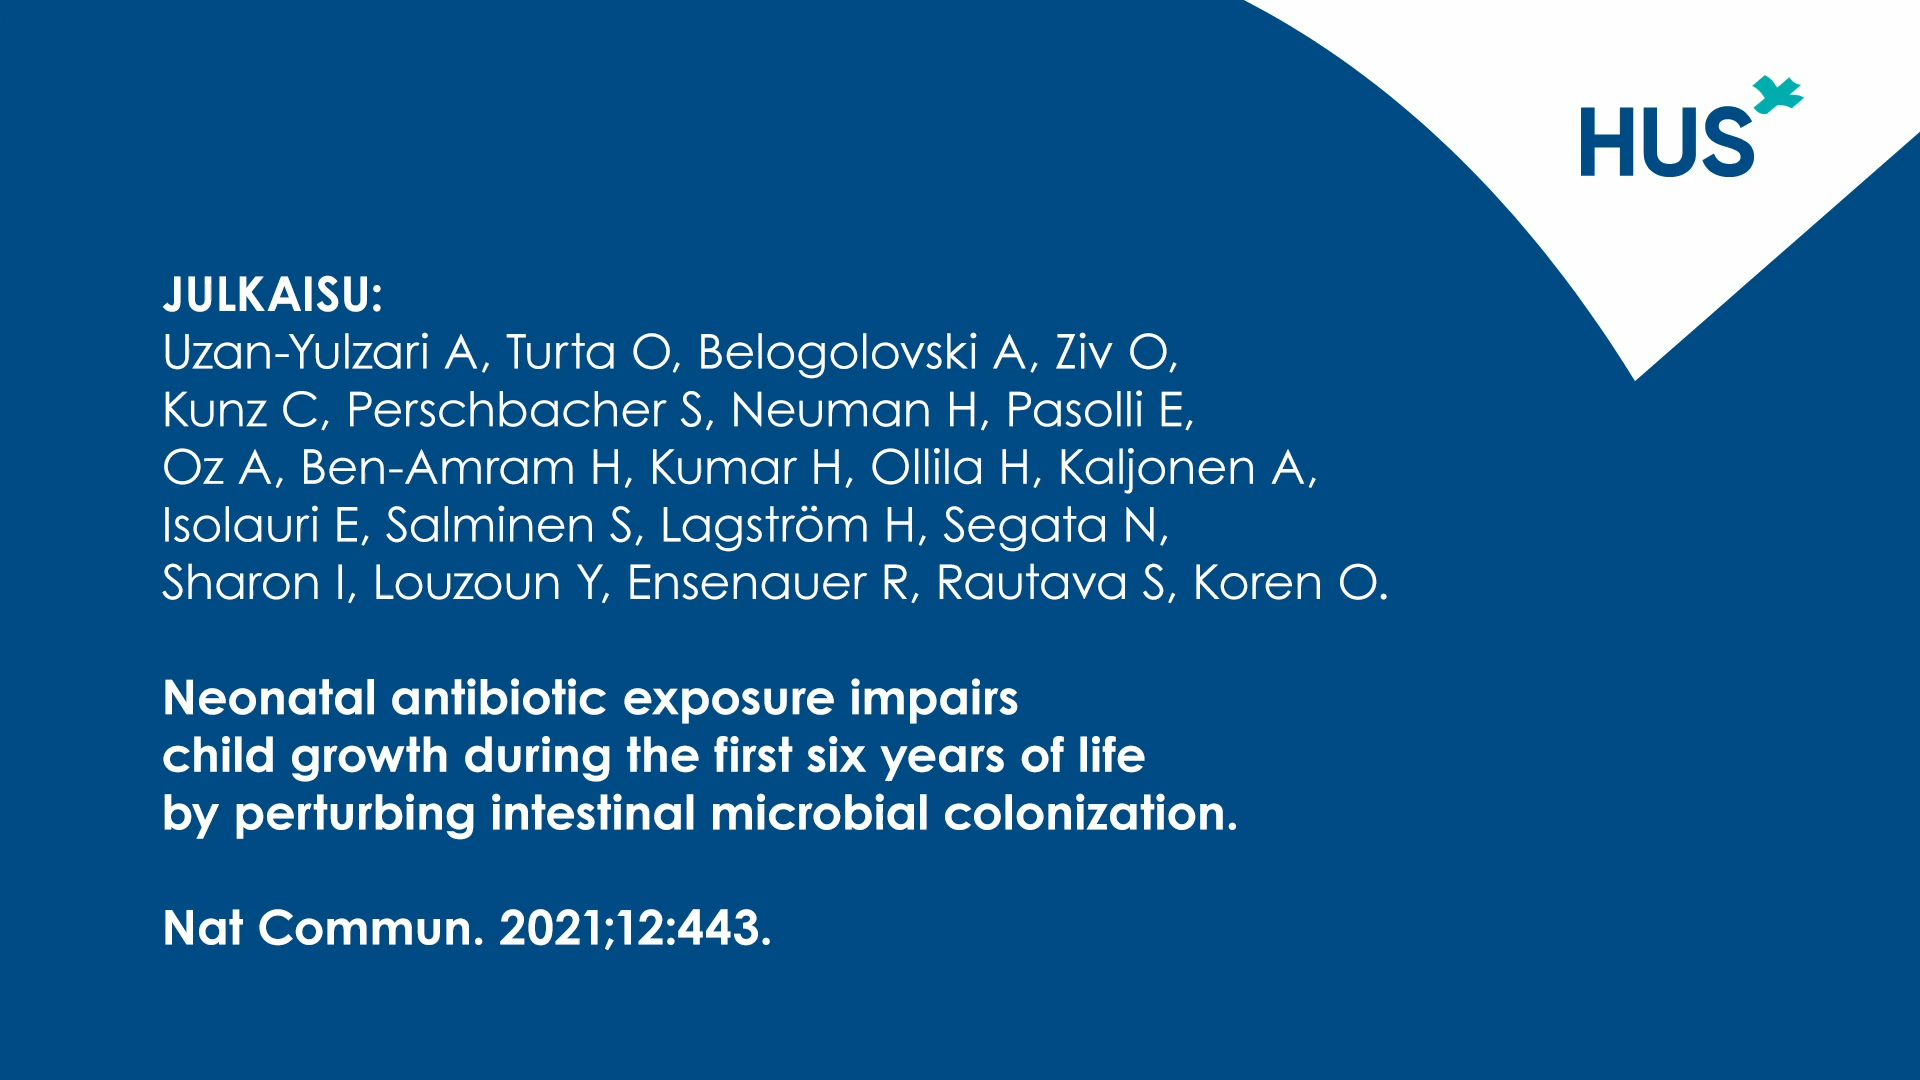 HUS
JULKAISU:
Uzan-Yulzari A, Turta O, Belogolovski A, Ziv O,
Kunz C, Perschbacher S, Neuman H, Pasolli E,
Oz A, Ben-Amram H, Kumar H, Ollila H, Kaljonen A,
Isolauri E, Salminen S, Lagström H, Segata N,
Sharon I, Louzoun Y, Ensenauer R, Rautava S, Koren O.
Neonatal antibiotic exposure impairs
child growth during the first six years of life
by perturbing intestinal microbial colonization.
Nat Commun. 2021;12:443.